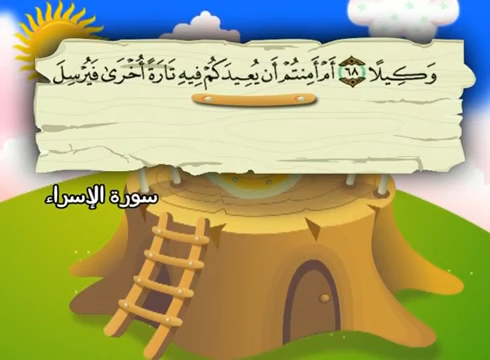 وَكِيلًا ٦٨ أَمْ أَمِنتُمْ أَن يُعِيدَكُمْ فِيهِ تَارَةً أُخْرَىٰ فَيُرْسِلَ
سورة الإسراء